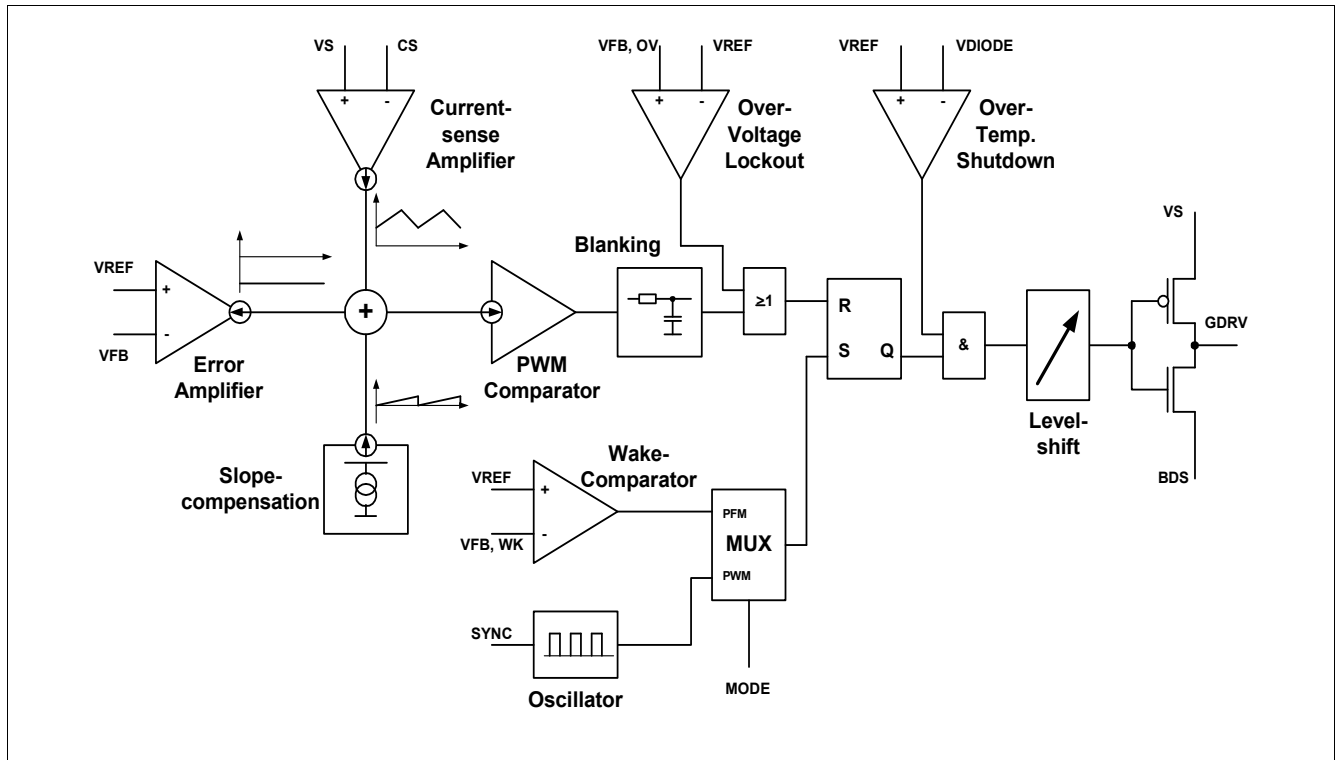 VS
CS
+
-
Current-
sense
Amplifier
VFB, OV
VREF
+
-
Over-
Voltage
Lockout
VREF
VDIODE
+
-
Over-
Temp.
Shutdown
VREF
+
-
VFB
Error
Amplifier
+
PWM
Comparator
Blanking
≥1
R
S
Q
&
Level-
shift
VS
GDRV
BDS
Slope-
compensation
Wake-
Comparator
VREF
+
-
VFB, WK
PFM
MUX
PWM
SYNC
Oscillator
MODE